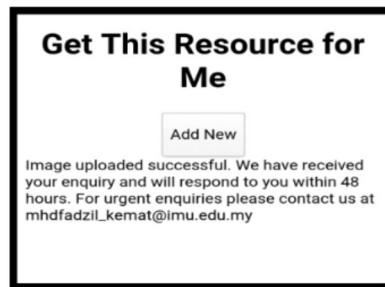 Get This Resource for
Me
Add New
Image uploaded successful. We have received
your enquiry and will respond to you within 48
hours. For urgent enquiries please contact us at
mhdfadzil_kemat@imu.edu.my